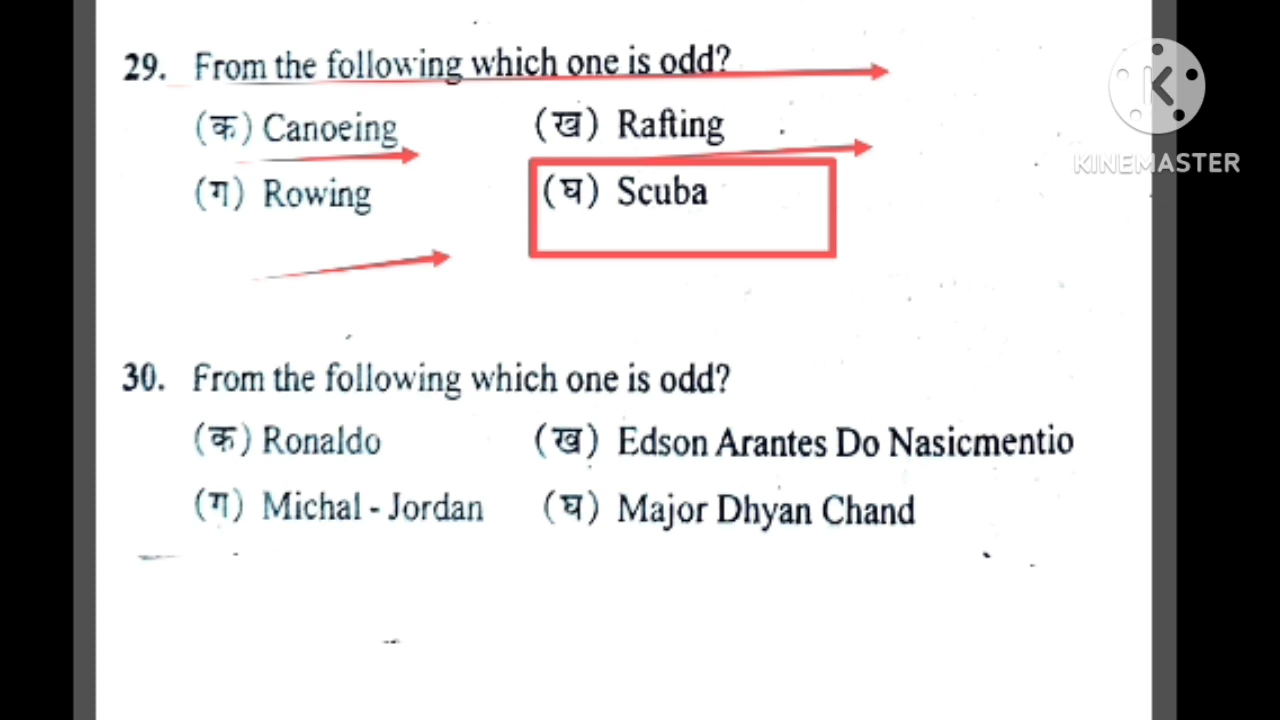 29. From the following which one is odd?
(क) Canoeing (ख) Rafting
(ग) Rowing (घ) Scuba
30. From the following which one is odd?
(क) Ronaldo (ख) Edson Arantes Do Nasicmentio
(ग) Michal - Jordan (घ) Major Dhyan Chand
K
KINEMASTER